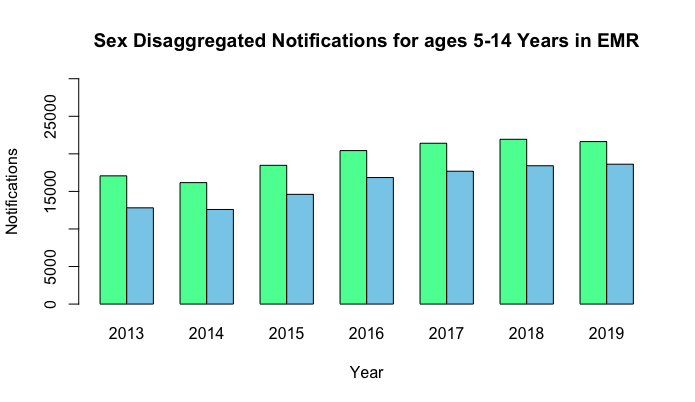 Sex Disaggregated Notifications for ages 5-14 Years in EMR
Notifications
25000
15000
5000
0
2013 2014 2015 2016 2017 2018 2019
Year